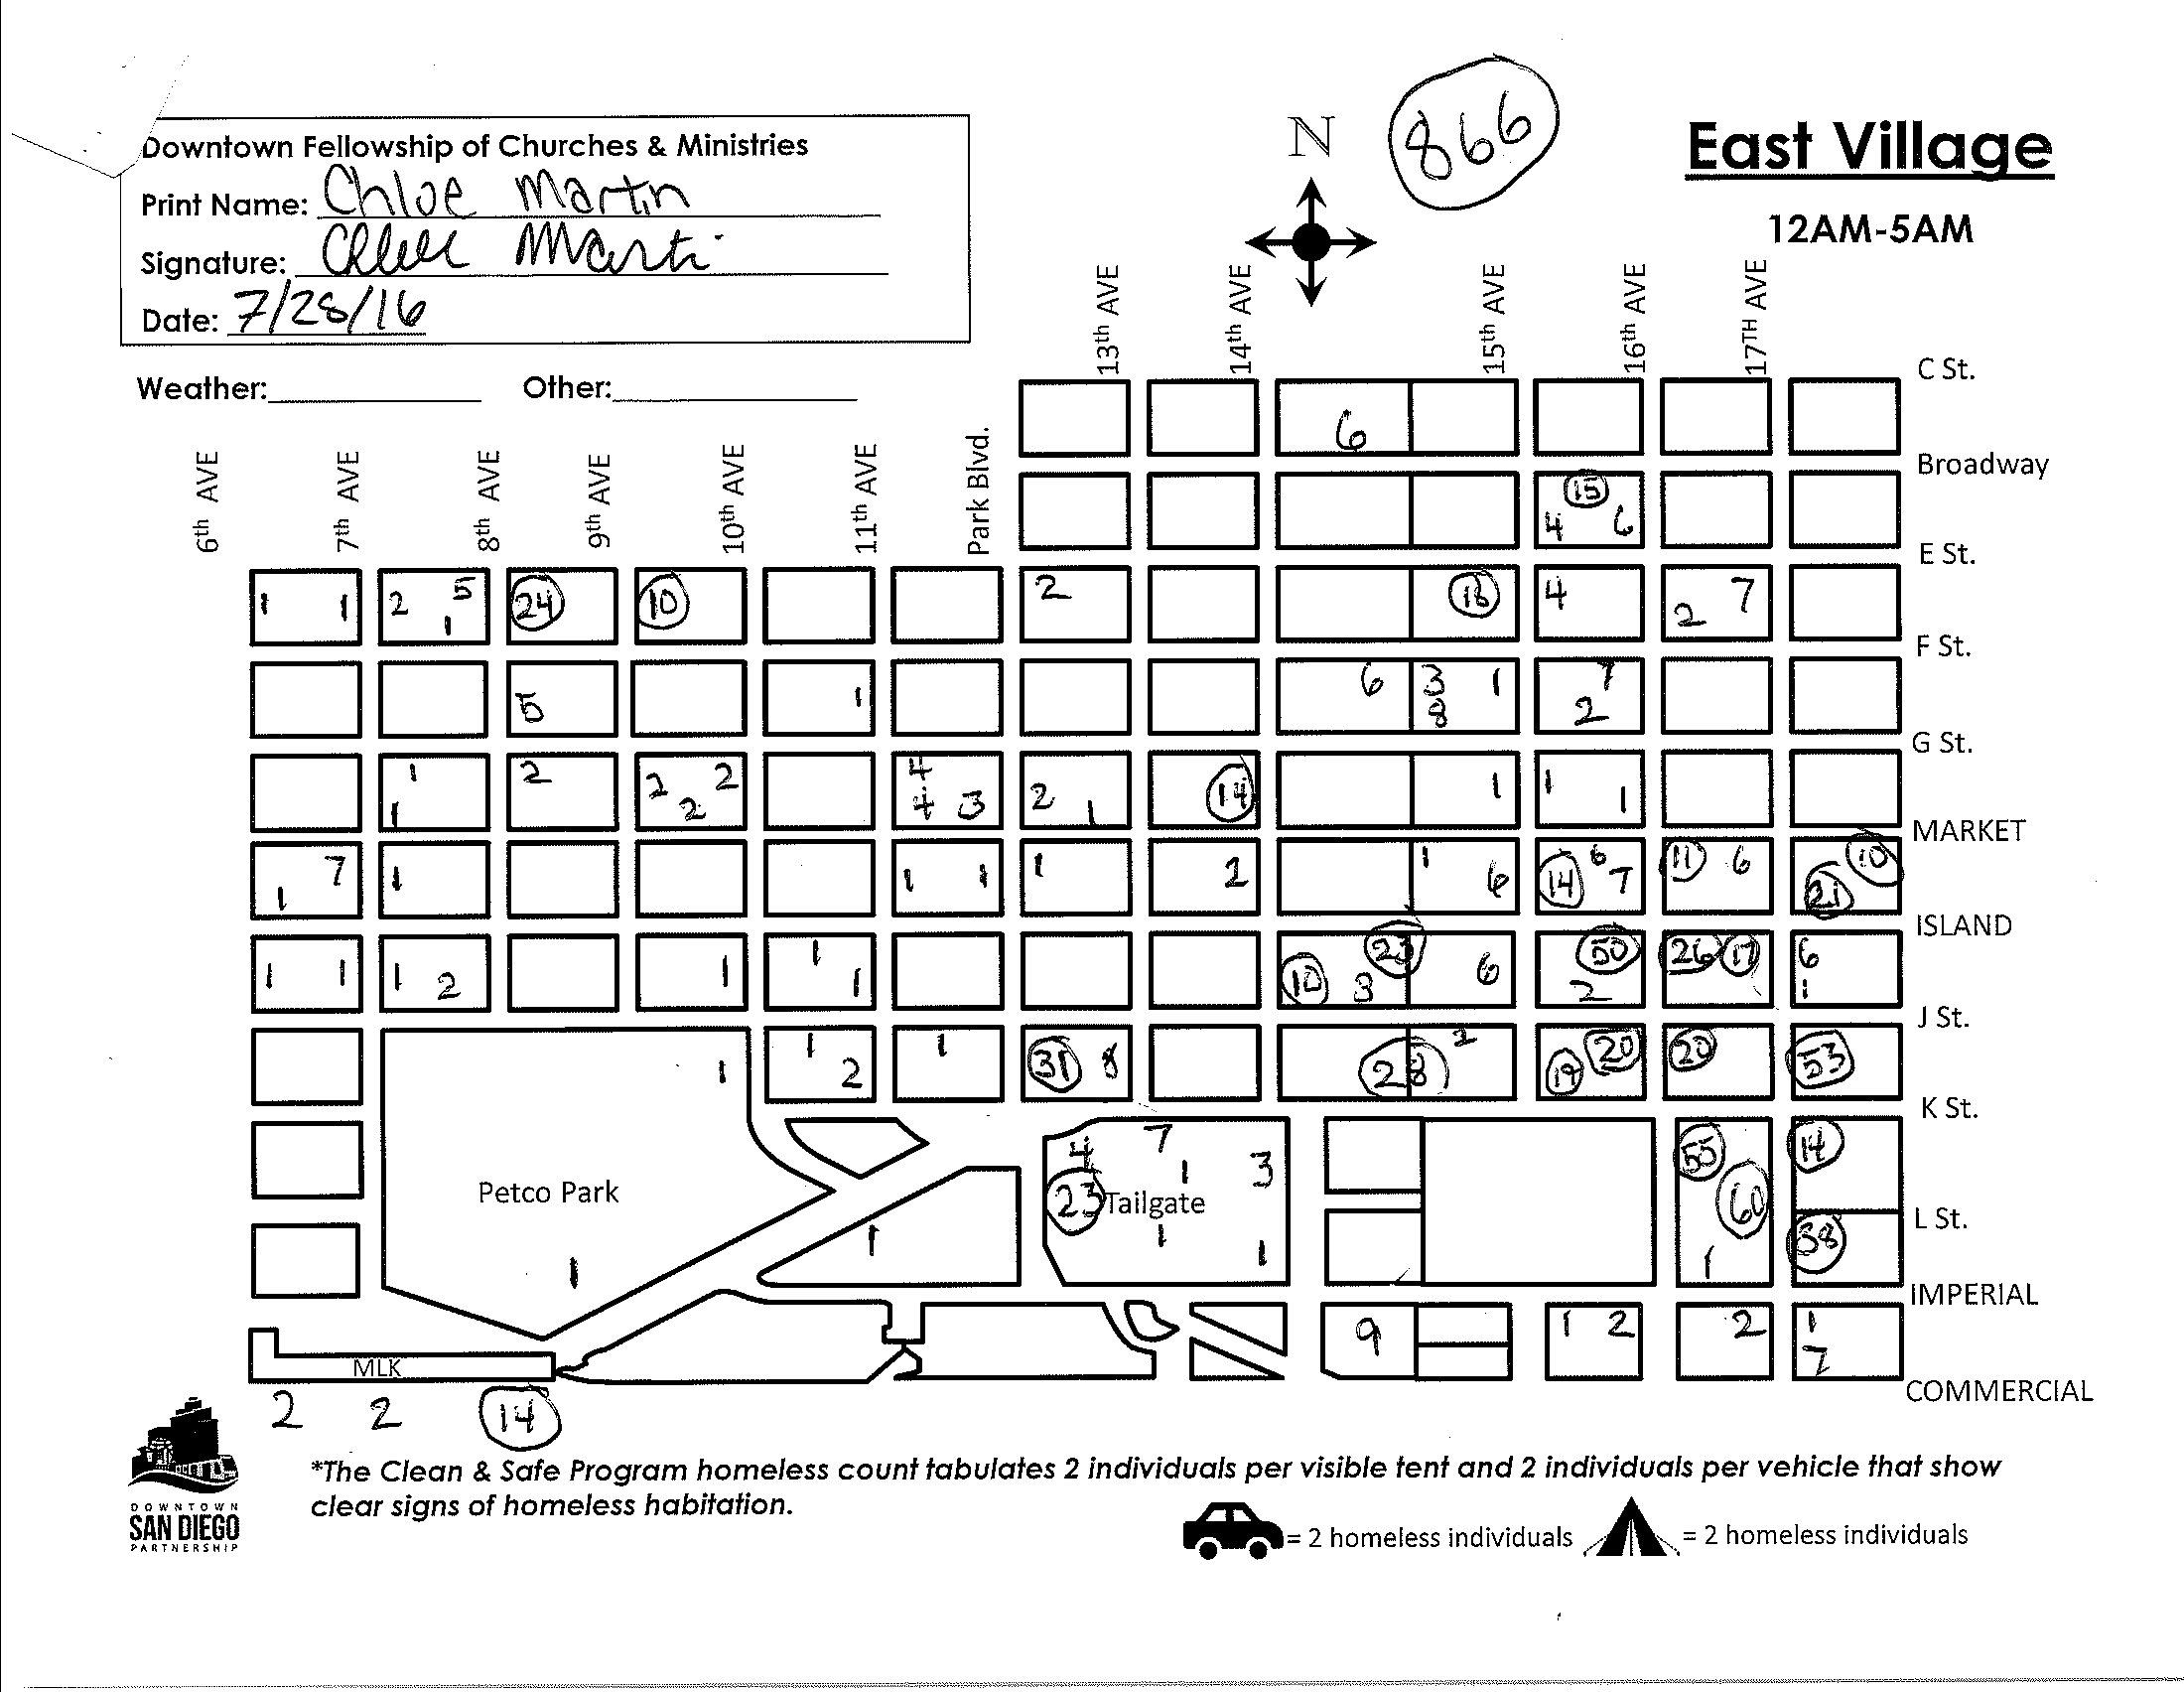 866
East Village
12AM-5AM
Downtown Fellowship of Churches & Ministries
Print Name: Chloe Martin
Signature: Chloe Martin
Date: 7/28/16
Weather: Other:
N
13th AVE 14th AVE 15th AVE 16th AVE 17TH AVE
6th AVE 7th AVE 8th AVE 9th AVE 10th AVE 11th AVE Park Blvd.
C St.
6
Broadway
15
4 6
E St.
1 1 2 5 1 24 10 2 18 4 2 7
F St.
5 1 6 3 8 1 7 2
G St.
1 1 2 2 2 2 4 4 3 2 1 14 1 1 1
MARKET
1 7 1 1 1 1 2 1 6 14 6 7 11 6 21 10
ISLAND
1 1 1 2 1 1 1 10 3 23 6 50 2 26 17 6 1
J St.
1 1 2 1 31 8 28 2 19 20 20 53
K St.
4 7 1 3 55 14
Petco Park 23 Tailgate 60
L St.
1 1 1 1 1 38
IMPERIAL
9 1 2 2 1 7
MLK
COMMERCIAL
2 2 14
*The Clean & Safe Program homeless count tabulates 2 individuals per visible tent and 2 individuals per vehicle that show
clear signs of homeless habitation.
DOWNTOWN
SAN DIEGO
PARTNERSHIP
= 2 homeless individuals = 2 homeless individuals